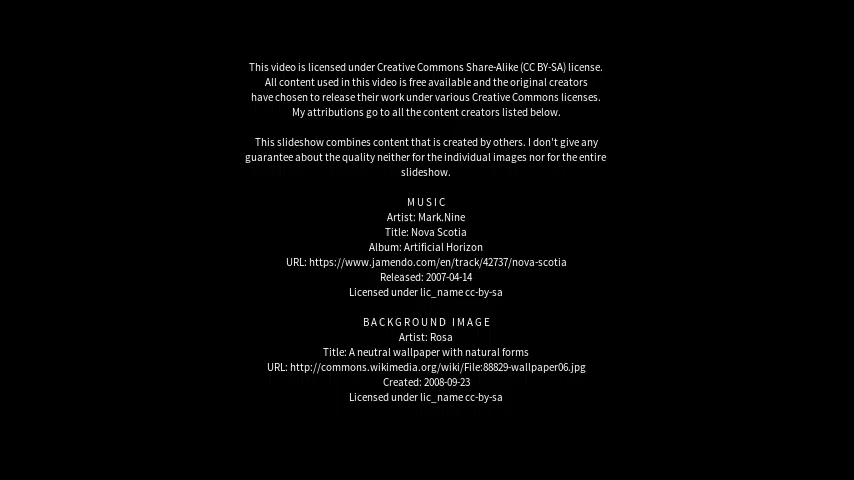 This video is licensed under Creative Commons Share-Alike (CC BY-SA) license.
All content used in this video is free available and the original creators
have chosen to release their work under various Creative Commons licenses.
My attributions go to all the content creators listed below.
This slideshow combines content that is created by others. I don't give any
guarantee about the quality neither for the individual images nor for the entire
slideshow.
MUSIC
Artist: Mark.Nine
Title: Nova Scotia
Album: Artificial Horizon
URL: https://www.jamendo.com/en/track/42737/nova-scotia
Released: 2007-04-14
Licensed under lic_name cc-by-sa
BACKGROUND IMAGE
Artist: Rosa
Title: A neutral wallpaper with natural forms
URL: http://commons.wikimedia.org/wiki/File:88829-wallpaper06.jpg
Created: 2008-09-23
Licensed under lic_name cc-by-sa